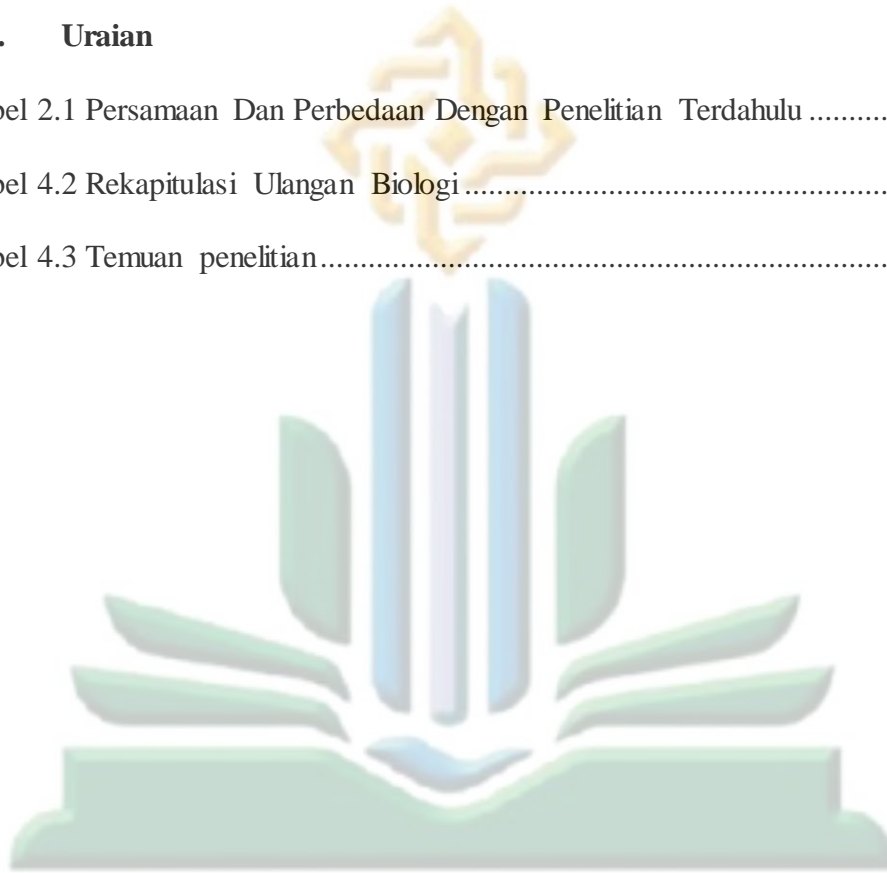 . Uraian
bel 2.1 Persamaan Dan Perbedaan Dengan Penelitian Terdahulu ..........
bel 4.2 Rekapitulasi Ulangan Biologi ......................................................
bel 4.3 Temuan penelitian ........................................................................